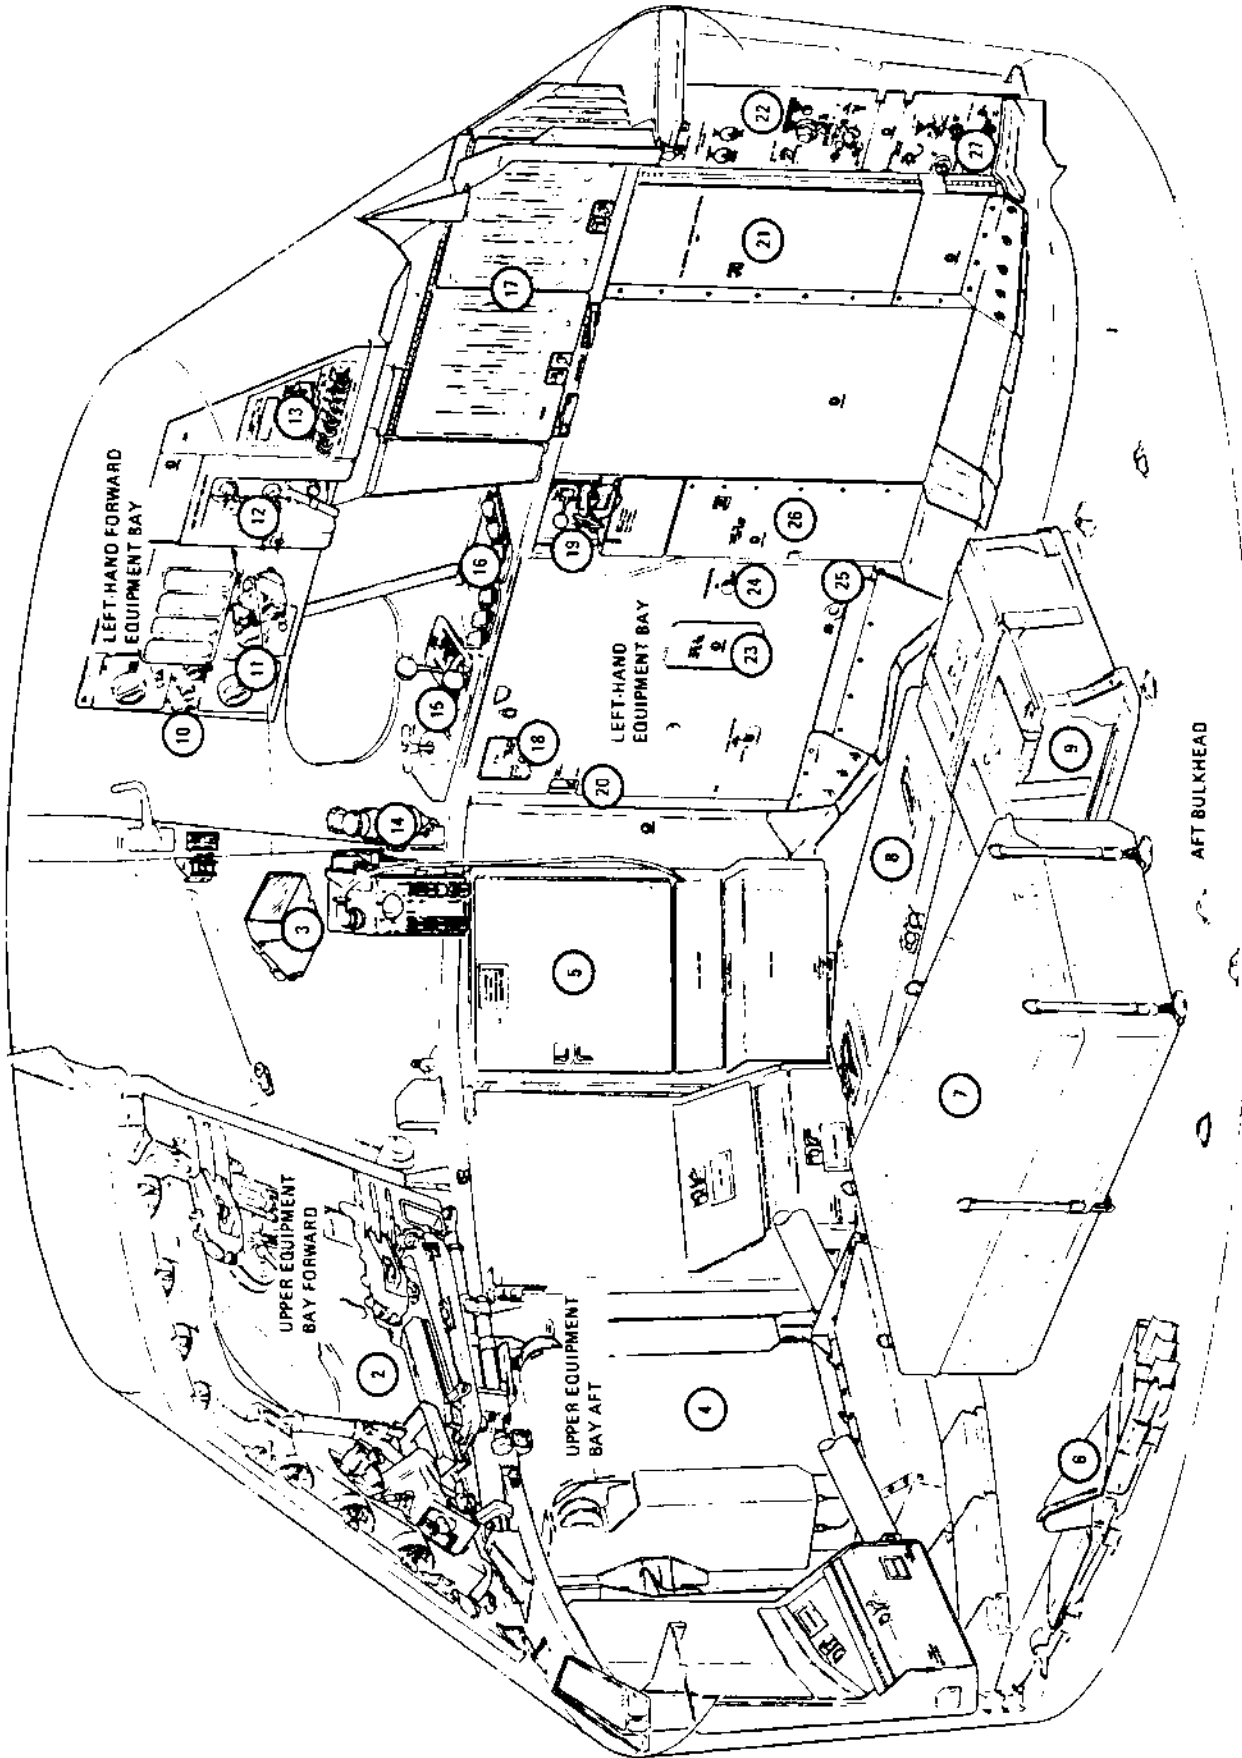 LEFT-HAND FORWARD
EQUIPMENT BAY
UPPER EQUIPMENT
BAY FORWARD
LEFT-HAND
EQUIPMENT BAY
UPPER EQUIPMENT
BAY AFT
AFT BULKHEAD
2
3
4
5
6
7
8
9
10
11
12
13
14
15
16
17
18
19
20
21
22
23
24
25
26
27